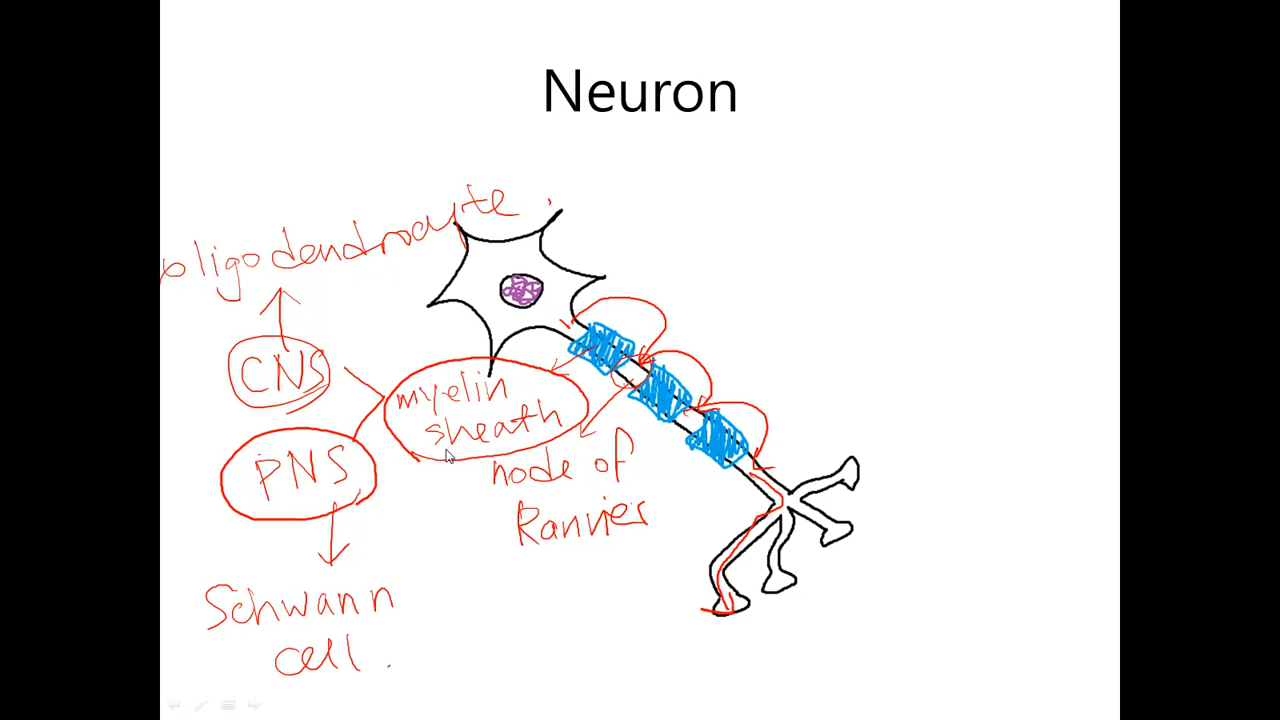 Neuron
oligodendrocyte.
CNS
myelin
sheath
PNS
node of
Ranvier
Schwann
cell.